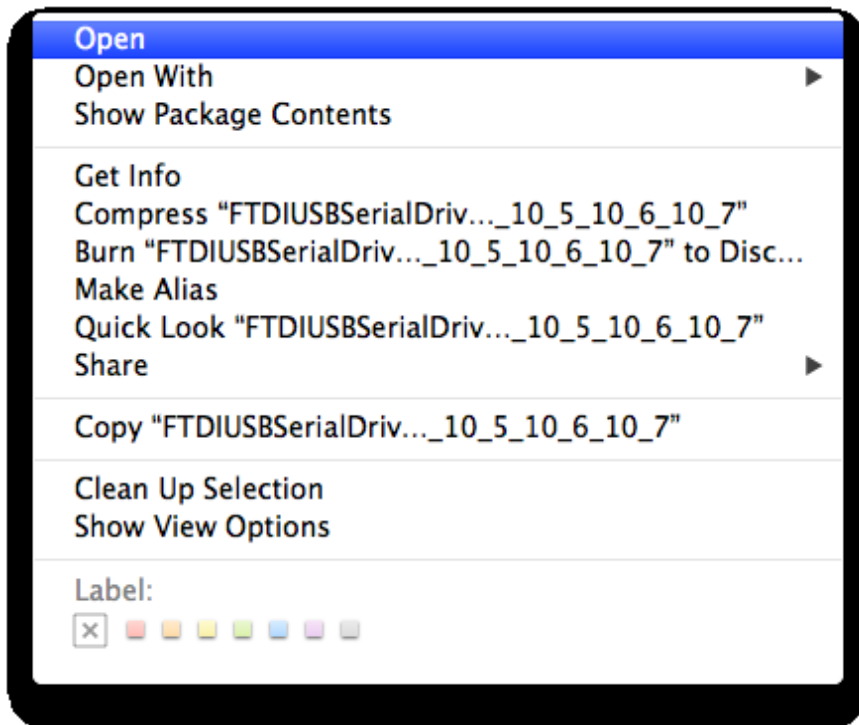 Open
Open With
Show Package Contents
Get Info
Compress “FTDIUSBSerialDriv..._10_5_10_6_10_7”
Burn “FTDIUSBSerialDriv..._10_5_10_6_10_7” to Disc...
Make Alias
Quick Look “FTDIUSBSerialDriv..._10_5_10_6_10_7”
Share
Copy “FTDIUSBSerialDriv..._10_5_10_6_10_7”
Clean Up Selection
Show View Options
Label: